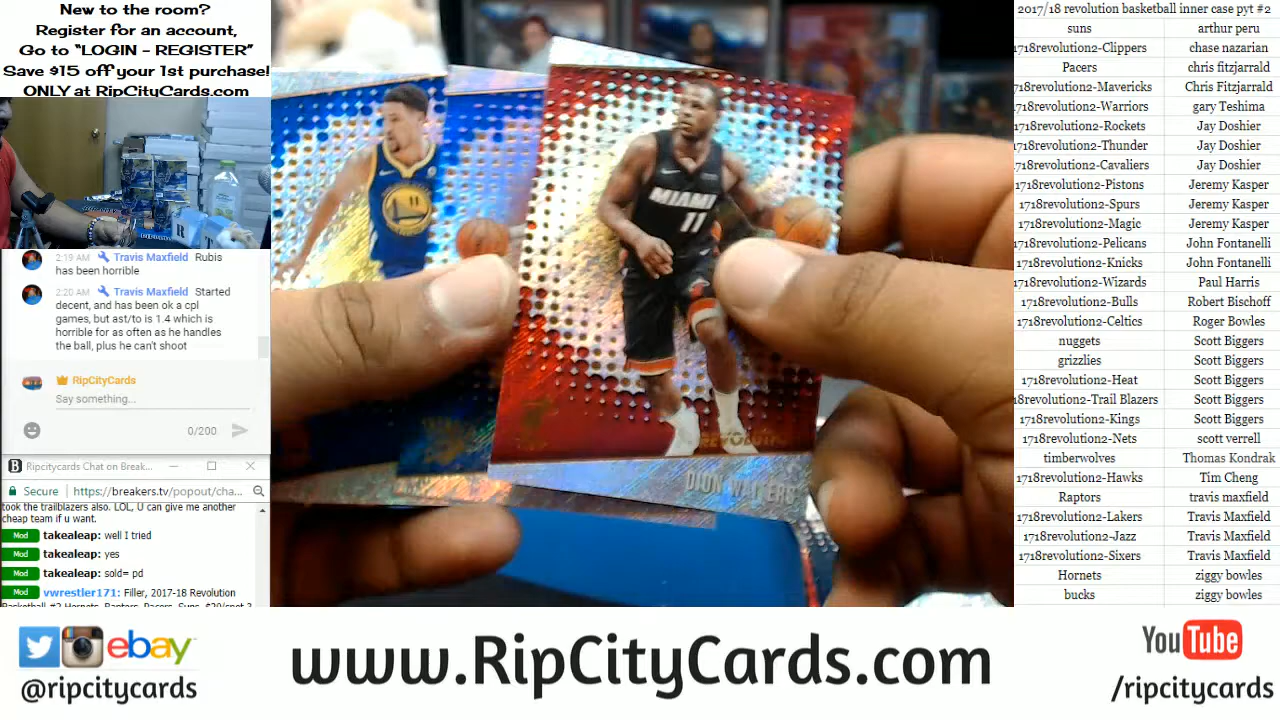 New to the room?
Register for an account,
Go to "LOGIN - REGISTER"
Save $15 off your 1st purchase!
ONLY at RipCityCards.com
2:19 AM Travis Maxfield Rubis
has been horrible
2:20 AM Travis Maxfield Started
decent, and has been ok a cpl
games, but ast/to is 1.4 which is
horrible for as often as he handles
the ball, plus he can't shoot
RipCityCards
Say something...
0/200
Ripcitycards Chat on Break...
Secure https://breakers.tv/popout/cha...
took the trailblazers also. LOL, U can give me another
cheap team if u want.
Mod takealeap: well I tried
Mod takealeap: yes
Mod takealeap: sold= pd
Mod vwrestler171: Filler, 2017-18 Revolution
Basketball #2 Hornets, Raptors, Pacers, Suns, $20/spot 3
11
MIAMI
11
REVOLUTION
DION WAITERS
2017/18 revolution basketball inner case pyt #2
suns arthur peru
1718revolution2-Clippers chase nazarian
Pacers chris fitzjarrald
1718revolution2-Mavericks Chris Fitzjarrald
1718revolution2-Warriors gary Teshima
1718revolution2-Rockets Jay Doshier
1718revolution2-Thunder Jay Doshier
1718revolution2-Cavaliers Jay Doshier
1718revolution2-Pistons Jeremy Kasper
1718revolution2-Spurs Jeremy Kasper
1718revolution2-Magic Jeremy Kasper
1718revolution2-Pelicans John Fontanelli
1718revolution2-Knicks John Fontanelli
1718revolution2-Wizards Paul Harris
1718revolution2-Bulls Robert Bischoff
1718revolution2-Celtics Roger Bowles
nuggets Scott Biggers
grizzlies Scott Biggers
1718revolution2-Heat Scott Biggers
18revolution2-Trail Blazers Scott Biggers
1718revolution2-Kings Scott Biggers
1718revolution2-Nets scott verrell
timberwolves Thomas Kondrak
1718revolution2-Hawks Tim Cheng
Raptors travis maxfield
1718revolution2-Lakers Travis Maxfield
1718revolution2-Jazz Travis Maxfield
1718revolution2-Sixers Travis Maxfield
Hornets ziggy bowles
bucks ziggy bowles
ebay
@ripcitycards
www.RipCityCards.com
YouTube
/ripcitycards